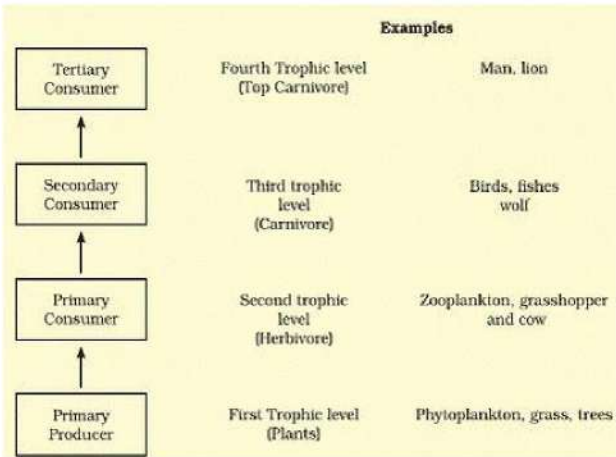 Examples
Tertiary
Consumer
Fourth Trophic level
(Top Carnivore)
Man, lion
Secondary
Consumer
Third trophic
level
(Carnivore)
Birds, fishes
wolf
Primary
Consumer
Second trophic
level
(Herbivore)
Zooplankton, grasshopper
and cow
Primary
Producer
First Trophic level
(Plants)
Phytoplankton, grass, trees